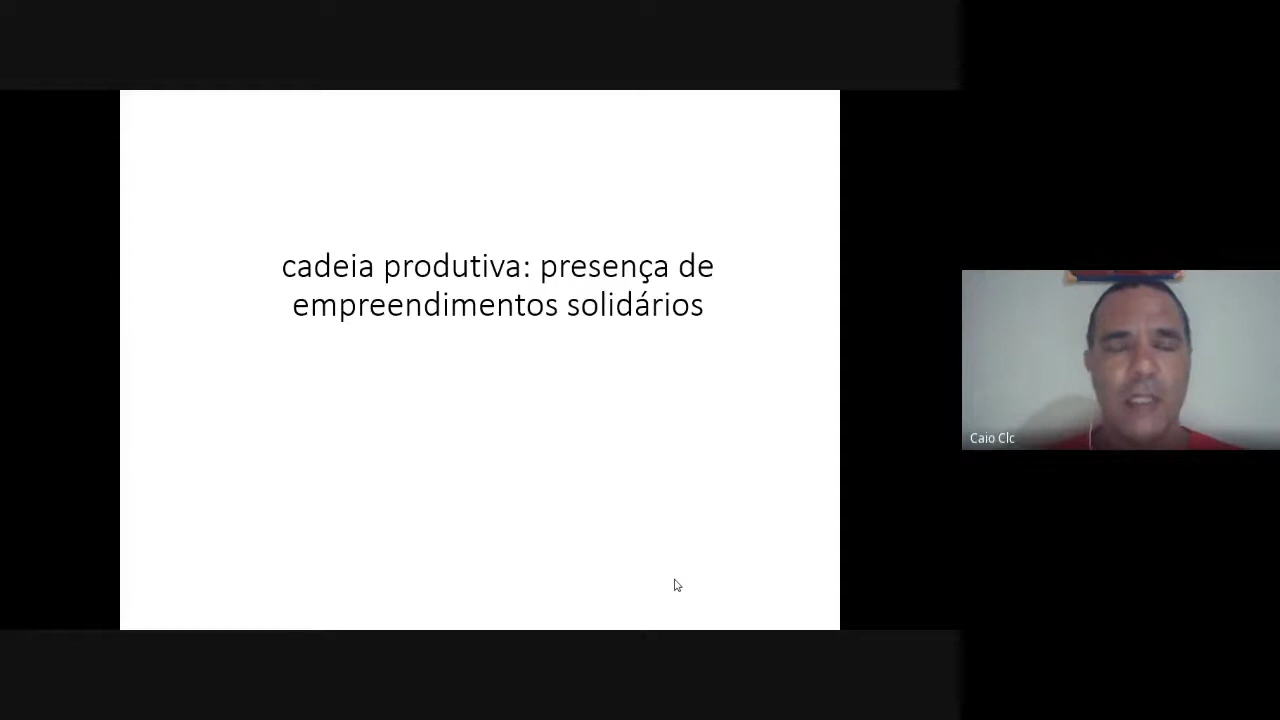 cadeia produtiva: presença de
empreendimentos solidários
Caio Clc